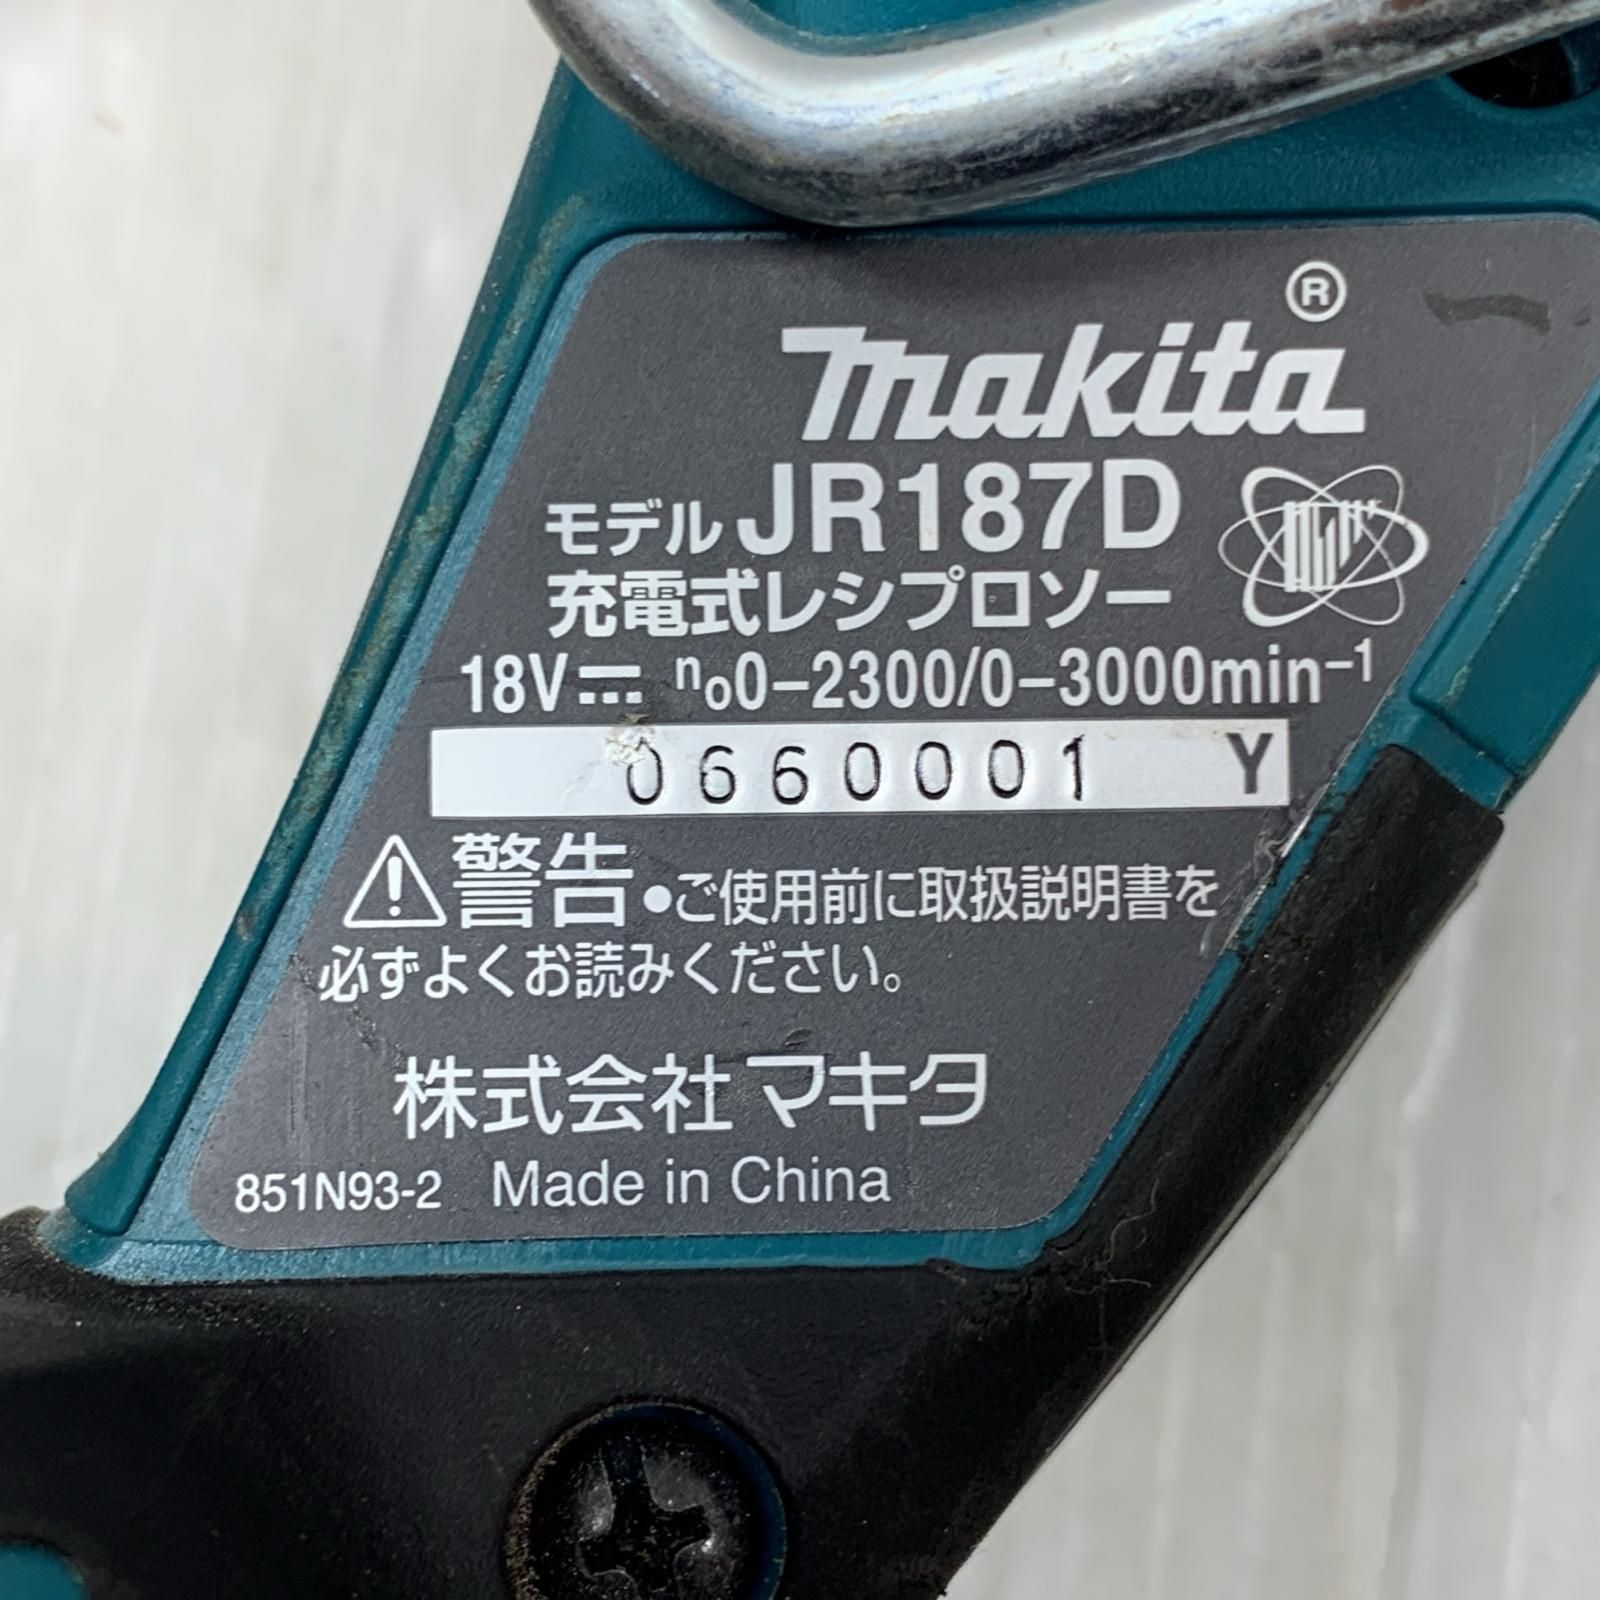 makita®
モデル JR187D
充電式レシプロソー
18V⎓ n₀0–2300/0–3000min⁻¹
0660001 Y
⚠警告●ご使用前に取扱説明書を
必ずよくお読みください。
株式会社マキタ
851N93-2 Made in China